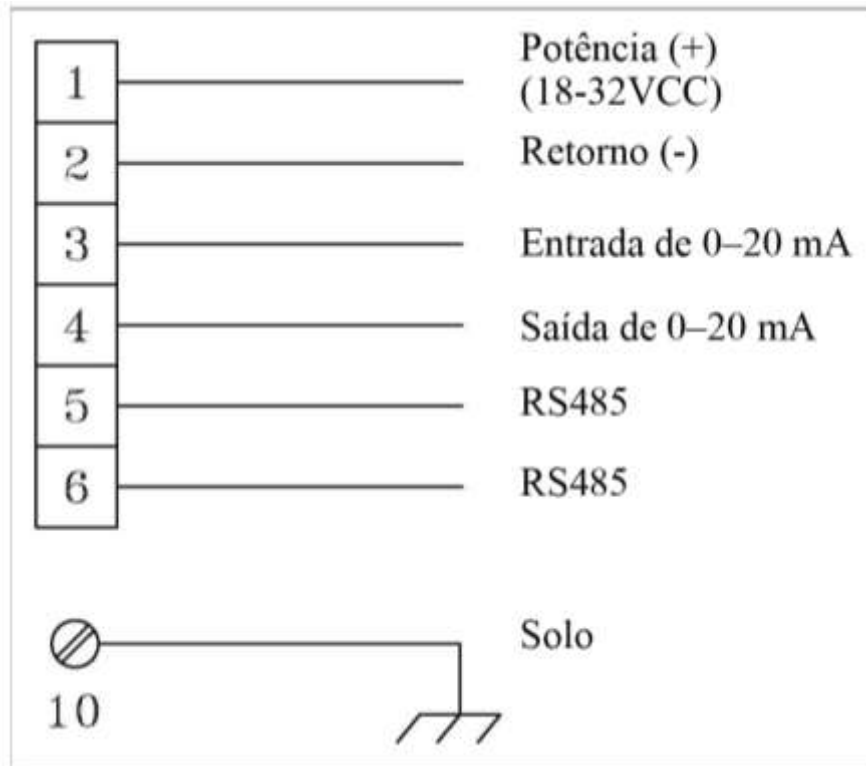 1
Potência (+)
(18-32VCC)
2
Retorno (-)
3
Entrada de 0–20 mA
4
Saída de 0–20 mA
5
RS485
6
RS485
Solo
10